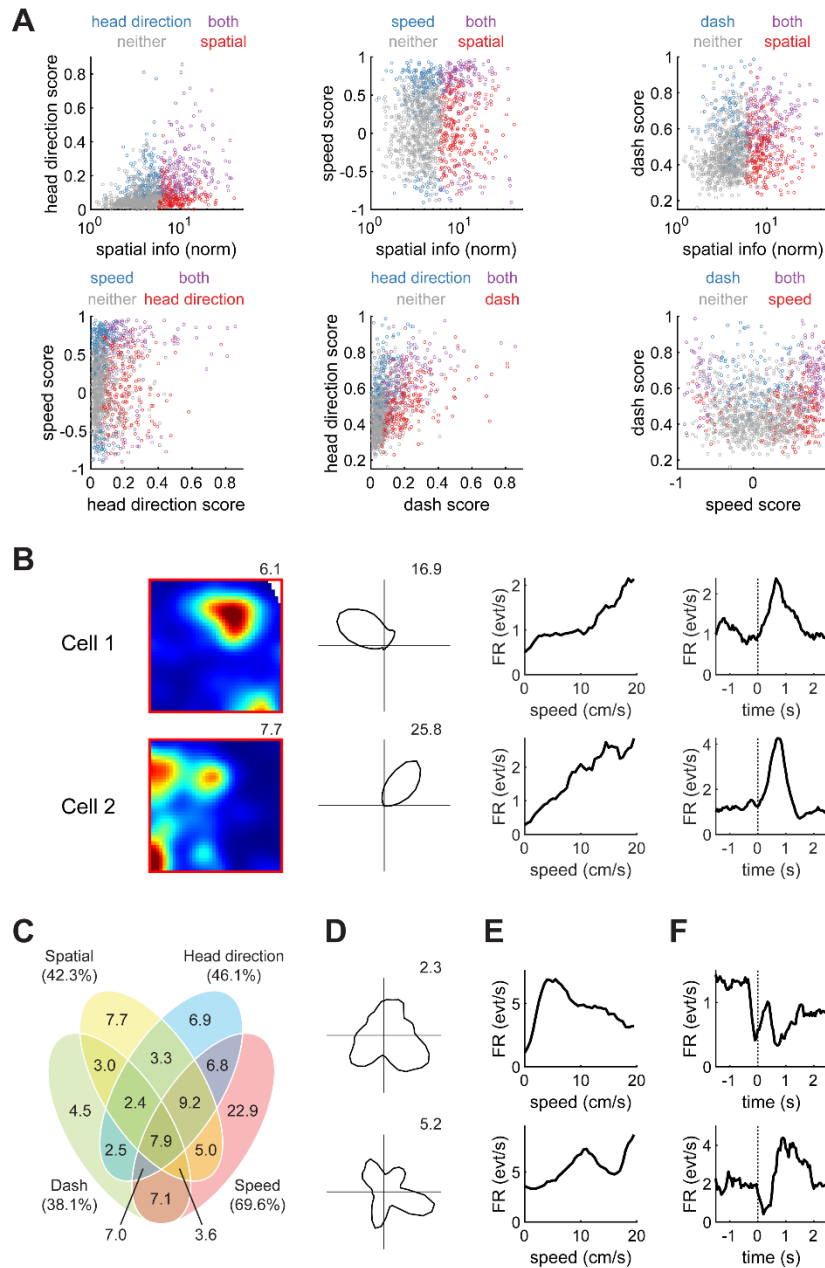 A
head direction both
neither spatial
head direction score
1
0.8
0.6
0.4
0.2
0
10⁰ 10¹
spatial info (norm)
speed both
neither spatial
speed score
1
0.5
0
-0.5
-1
10⁰ 10¹
spatial info (norm)
dash both
neither spatial
dash score
1
0.8
0.6
0.4
0.2
10⁰ 10¹
spatial info (norm)
speed both
neither head direction
speed score
1
0.5
0
-0.5
-1
0 0.2 0.4 0.6 0.8
head direction score
head direction both
neither dash
head direction score
1
0.8
0.6
0.4
0.2
0 0.2 0.4 0.6 0.8
dash score
dash both
neither speed
dash score
1
0.8
0.6
0.4
0.2
-1 0
speed score
B
Cell 1
6.1
16.9
FR (evt/s)
2
1
0
0 10 20
speed (cm/s)
FR (evt/s)
2
1
0
-1 0 1 2
time (s)
Cell 2
7.7
25.8
FR (evt/s)
2
1
0
0 10 20
speed (cm/s)
FR (evt/s)
4
2
0
-1 0 1 2
time (s)
C
Spatial
(42.3%)
Head direction
(46.1%)
7.7 6.9
3.0 3.3 6.8
4.5 2.4 9.2 22.9
2.5 7.9 5.0
Dash
(38.1%)
7.1
Speed
(69.6%)
7.0 3.6
D
2.3
5.2
E
FR (evt/s)
5
0
0 10 20
speed (cm/s)
FR (evt/s)
5
0
0 10 20
speed (cm/s)
F
FR (evt/s)
1
0
-1 0 1 2
time (s)
FR (evt/s)
4
2
0
-1 0 1 2
time (s)